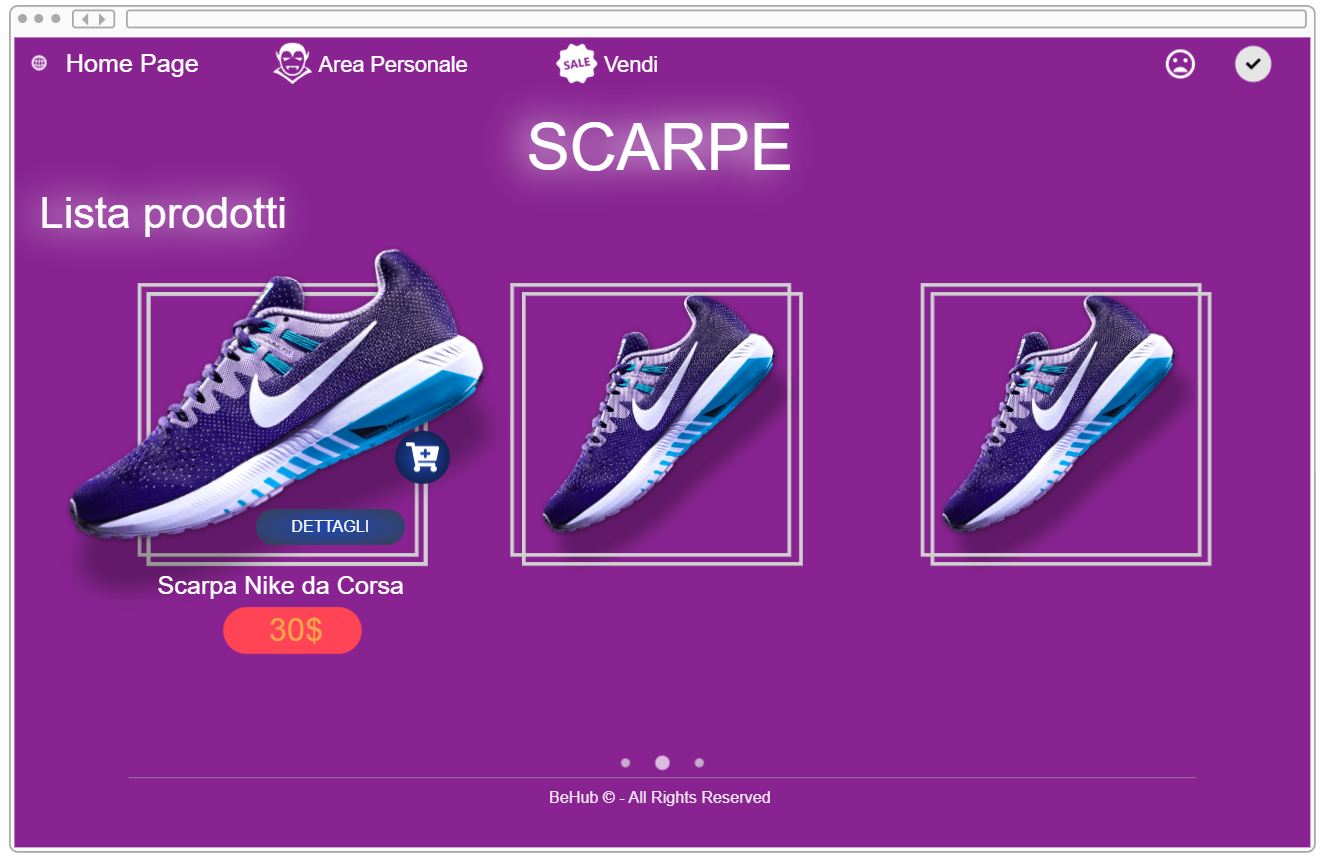 Home Page
Area Personale
SALE
Vendi
SCARPE
Lista prodotti
DETTAGLI
Scarpa Nike da Corsa
30$
BeHub © - All Rights Reserved